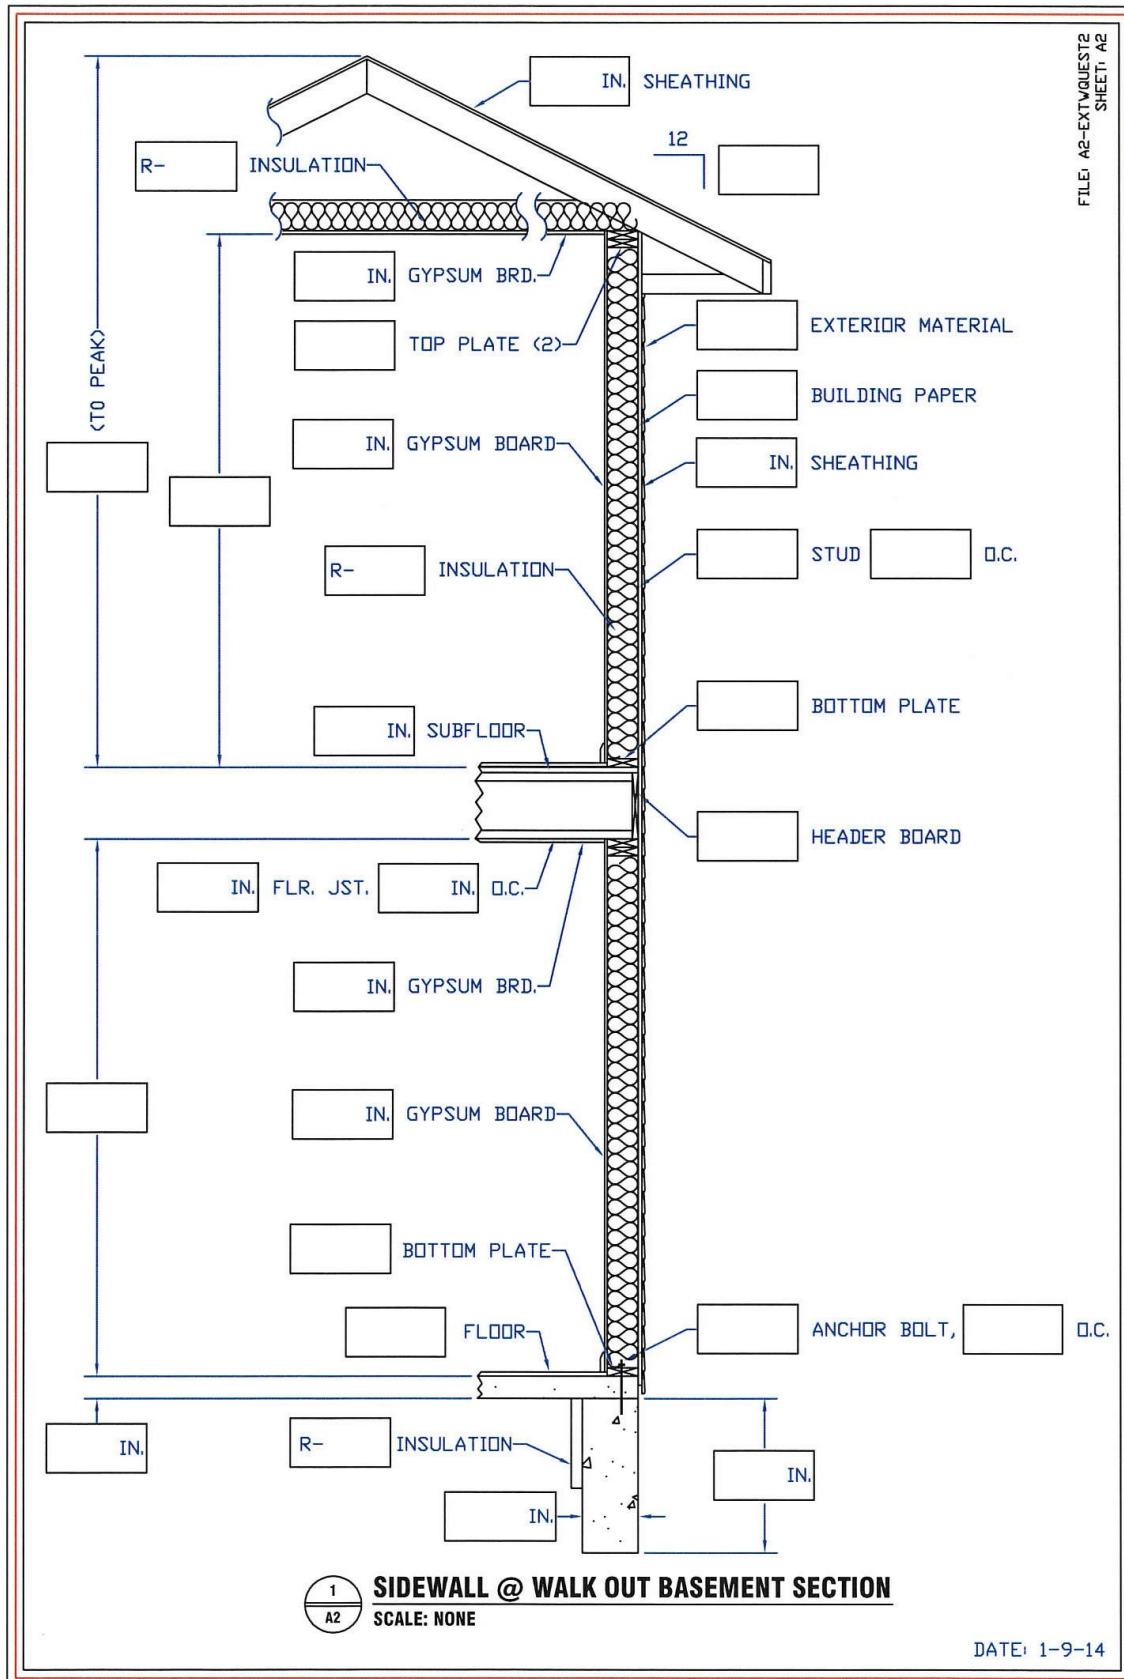 FILE: A2-EXTWQUEST2
SHEET: A2
IN. SHEATHING
12
R- INSULATION
IN. GYPSUM BRD.
(TO PEAK)
TOP PLATE (2)
EXTERIOR MATERIAL
BUILDING PAPER
IN. GYPSUM BOARD
IN. SHEATHING
STUD O.C.
R- INSULATION
BOTTOM PLATE
IN. SUBFLOOR
HEADER BOARD
IN. FLR. JST. IN. O.C.
IN. GYPSUM BRD.
IN. GYPSUM BOARD
BOTTOM PLATE
FLOOR
ANCHOR BOLT, O.C.
IN.
R- INSULATION
IN.
IN.
1
A2
SIDEWALL @ WALK OUT BASEMENT SECTION
SCALE: NONE
DATE: 1-9-14